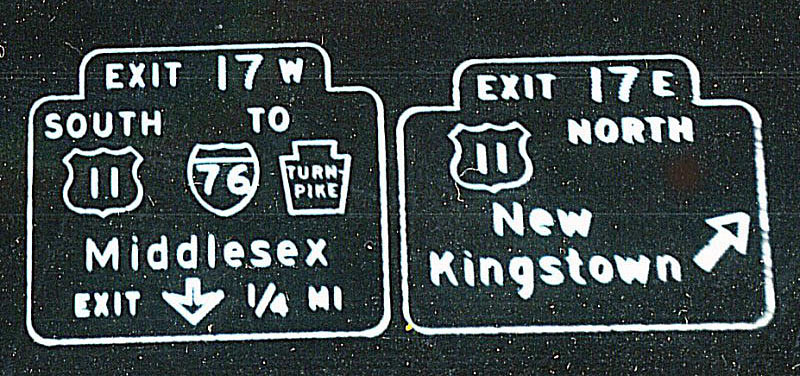 EXIT 17 W
SOUTH TO
11 76 TURN-
PIKE
Middlesex
EXIT 1/4 MI
EXIT 17 E
11 NORTH
New
Kingstown